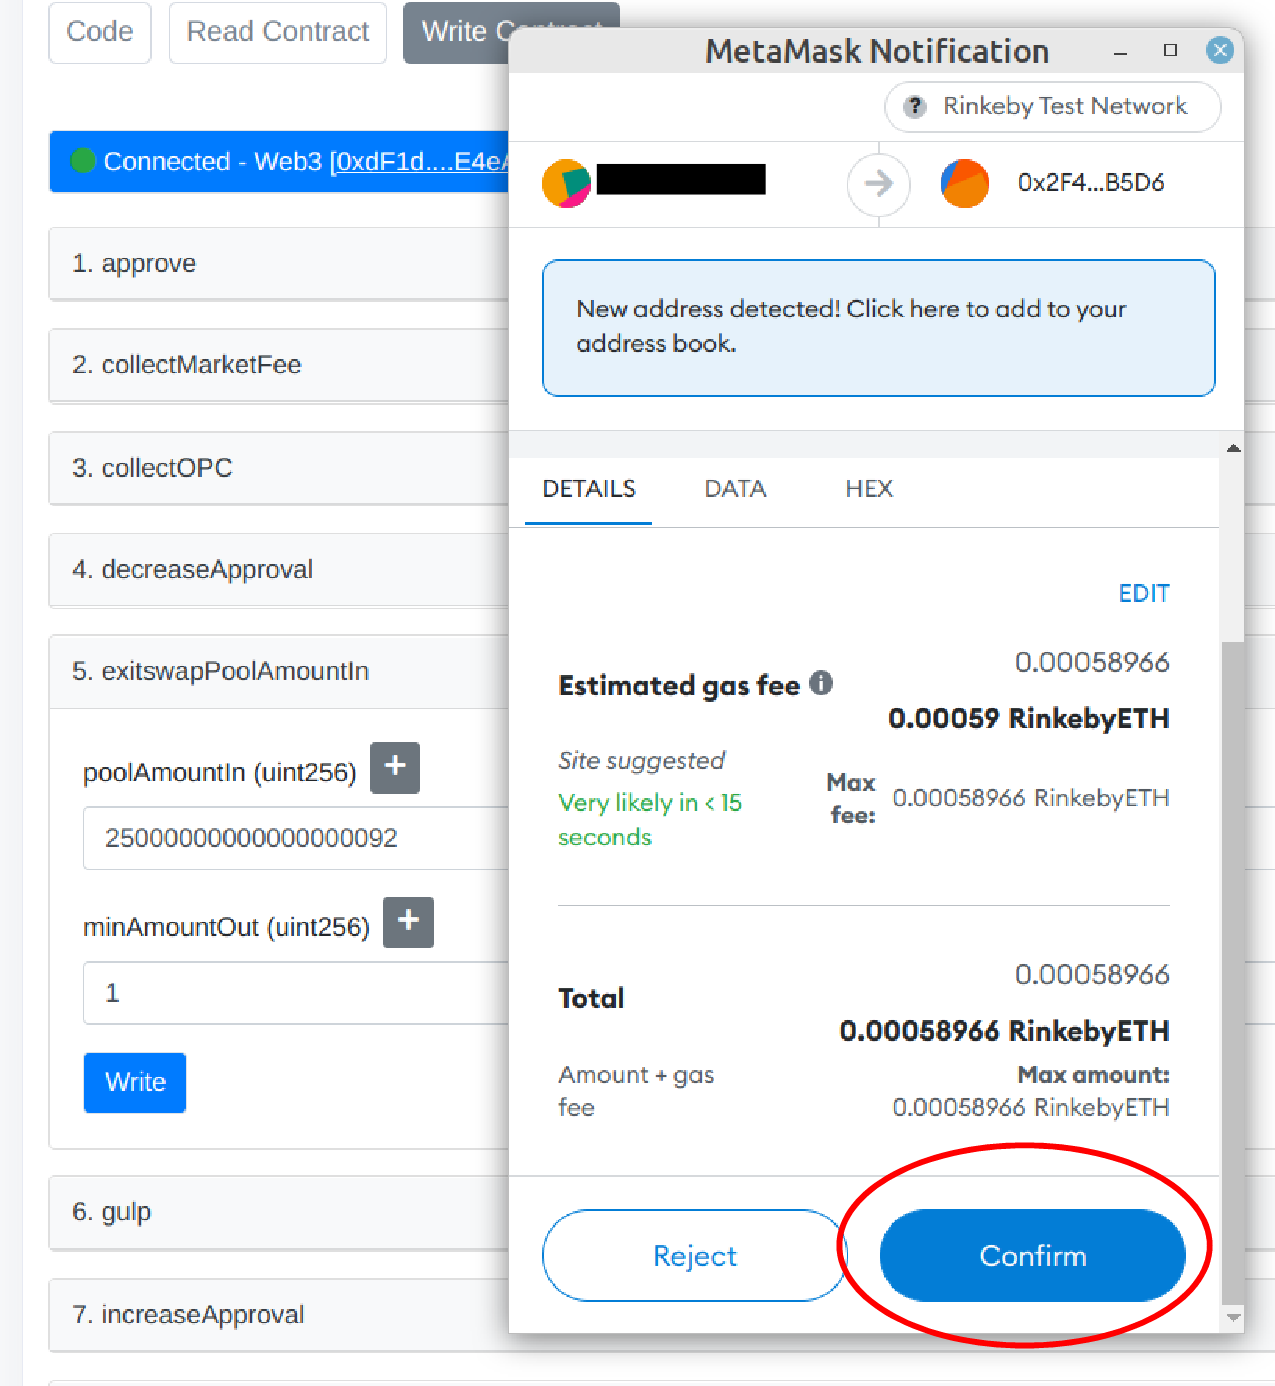 Code
Read Contract
Write Contract
MetaMask Notification
? Rinkeby Test Network
Connected - Web3 [0xdF1d....E4eA
0x2F4...B5D6
New address detected! Click here to add to your
address book.
1. approve
2. collectMarketFee
3. collectOPC
4. decreaseApproval
5. exitswapPoolAmountIn
poolAmountIn (uint256) +
25000000000000000092
minAmountOut (uint256) +
1
Write
6. gulp
7. increaseApproval
DETAILS
DATA
HEX
EDIT
0.00058966
Estimated gas fee i
0.00059 RinkebyETH
Site suggested
Very likely in < 15
seconds
Max
fee:
0.00058966 RinkebyETH
0.00058966
Total
0.00058966 RinkebyETH
Amount + gas
fee
Max amount:
0.00058966 RinkebyETH
Reject
Confirm